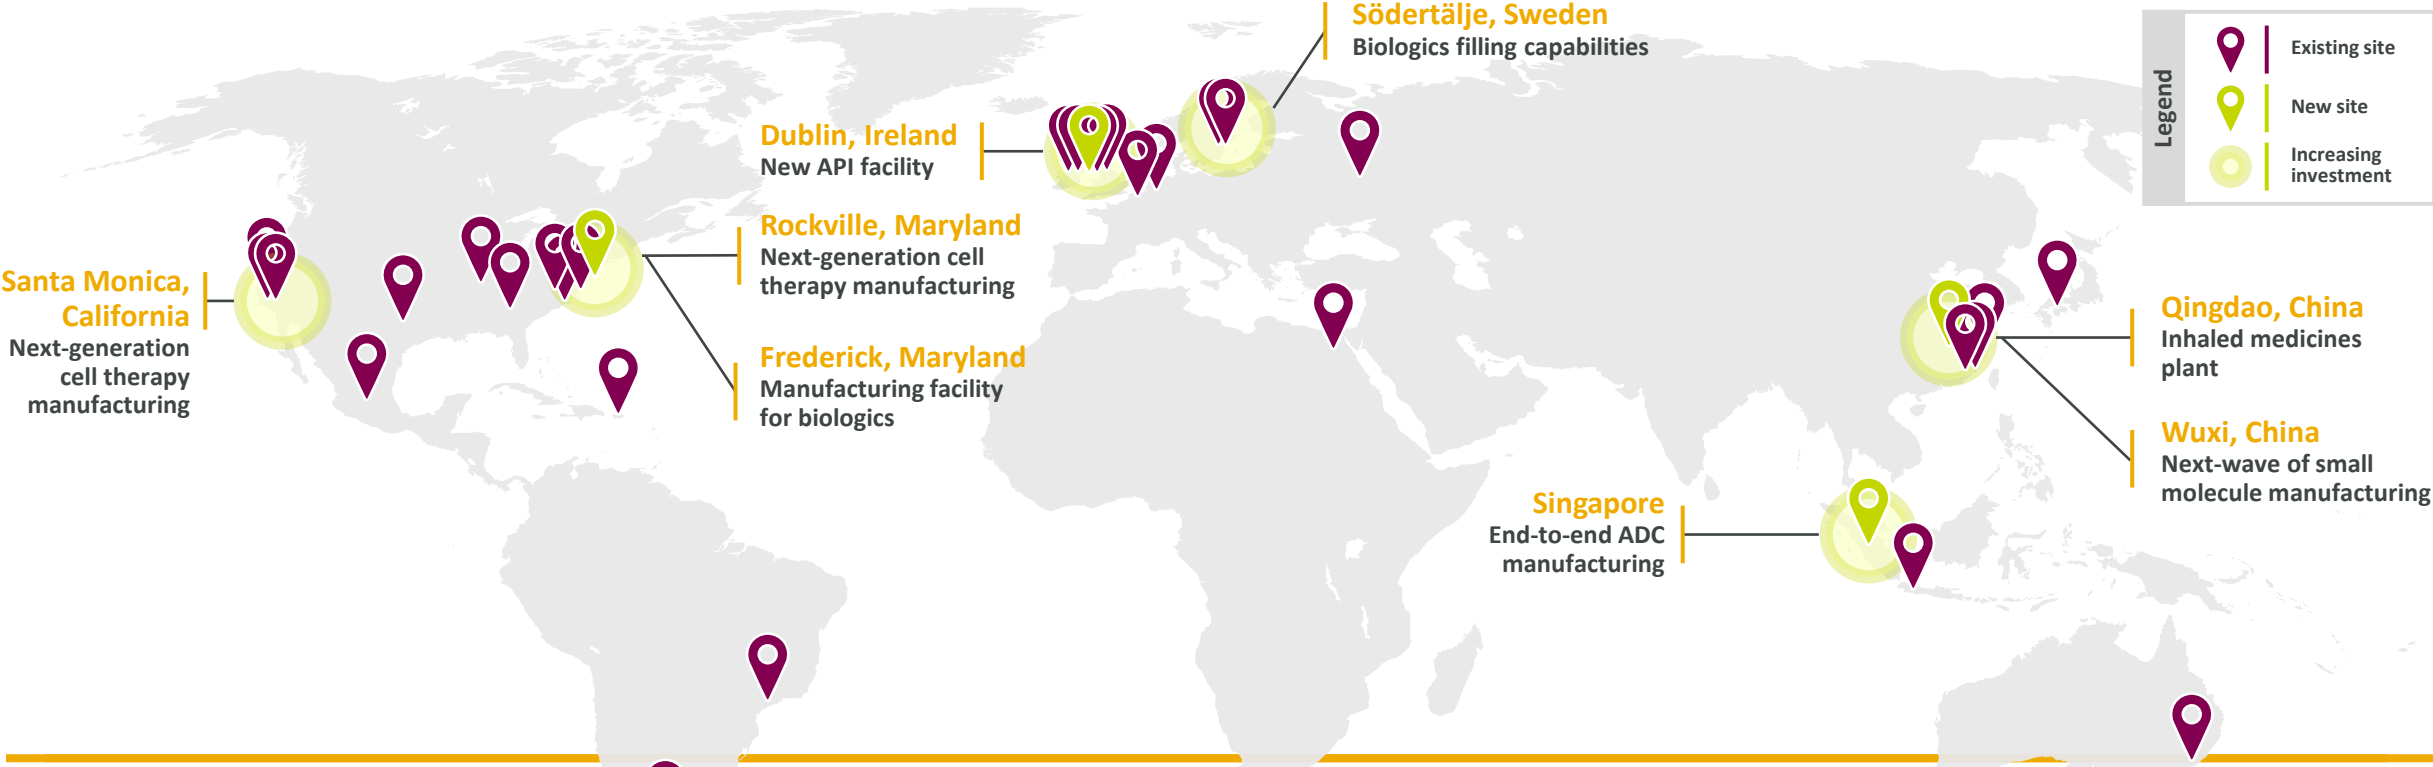 Södertälje, Sweden
Biologics filling capabilities
Legend
Existing site
New site
Increasing
investment
Dublin, Ireland
New API facility
Rockville, Maryland
Next-generation cell
therapy manufacturing
Santa Monica,
California
Next-generation
cell therapy
manufacturing
Frederick, Maryland
Manufacturing facility
for biologics
Qingdao, China
Inhaled medicines
plant
Wuxi, China
Next-wave of small
molecule manufacturing
Singapore
End-to-end ADC
manufacturing